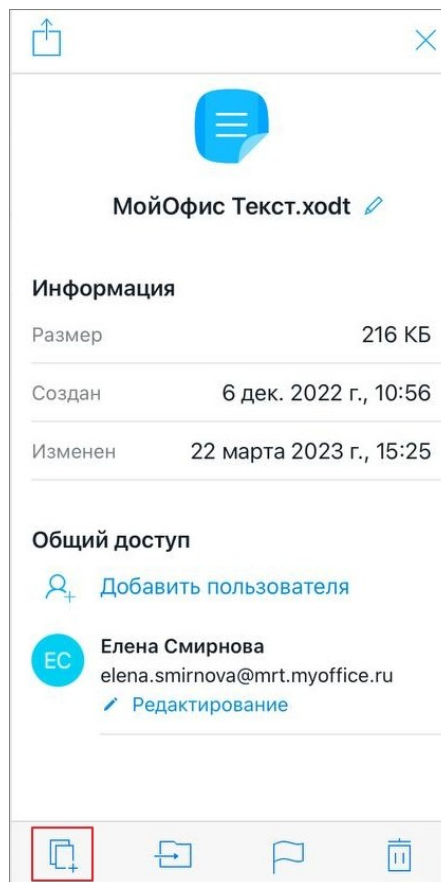 МойОфис Текст.xodt
Информация
Размер 216 КБ
Создан 6 дек. 2022 г., 10:56
Изменен 22 марта 2023 г., 15:25
Общий доступ
Добавить пользователя
ЕС
Елена Смирнова
elena.smirnova@mrt.myoffice.ru
Редактирование